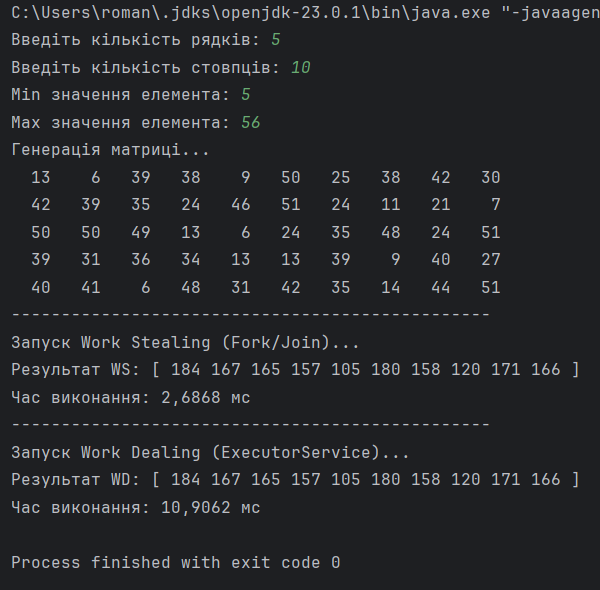 C:\Users\roman\.jdks\openjdk-23.0.1\bin\java.exe "-javaagen
Введіть кількість рядків: 5
Введіть кількість стовпців: 10
Min значення елемента: 5
Max значення елемента: 56
Генерація матриці...
13 6 39 38 9 50 25 38 42 30
42 39 35 24 46 51 24 11 21 7
50 50 49 13 6 24 35 48 24 51
39 31 36 34 13 13 39 9 40 27
40 41 6 48 31 42 35 14 44 51
------------------------------------------------
Запуск Work Stealing (Fork/Join)...
Результат WS: [ 184 167 165 157 105 180 158 120 171 166 ]
Час виконання: 2,6868 мс
------------------------------------------------
Запуск Work Dealing (ExecutorService)...
Результат WD: [ 184 167 165 157 105 180 158 120 171 166 ]
Час виконання: 10,9062 мс
Process finished with exit code 0